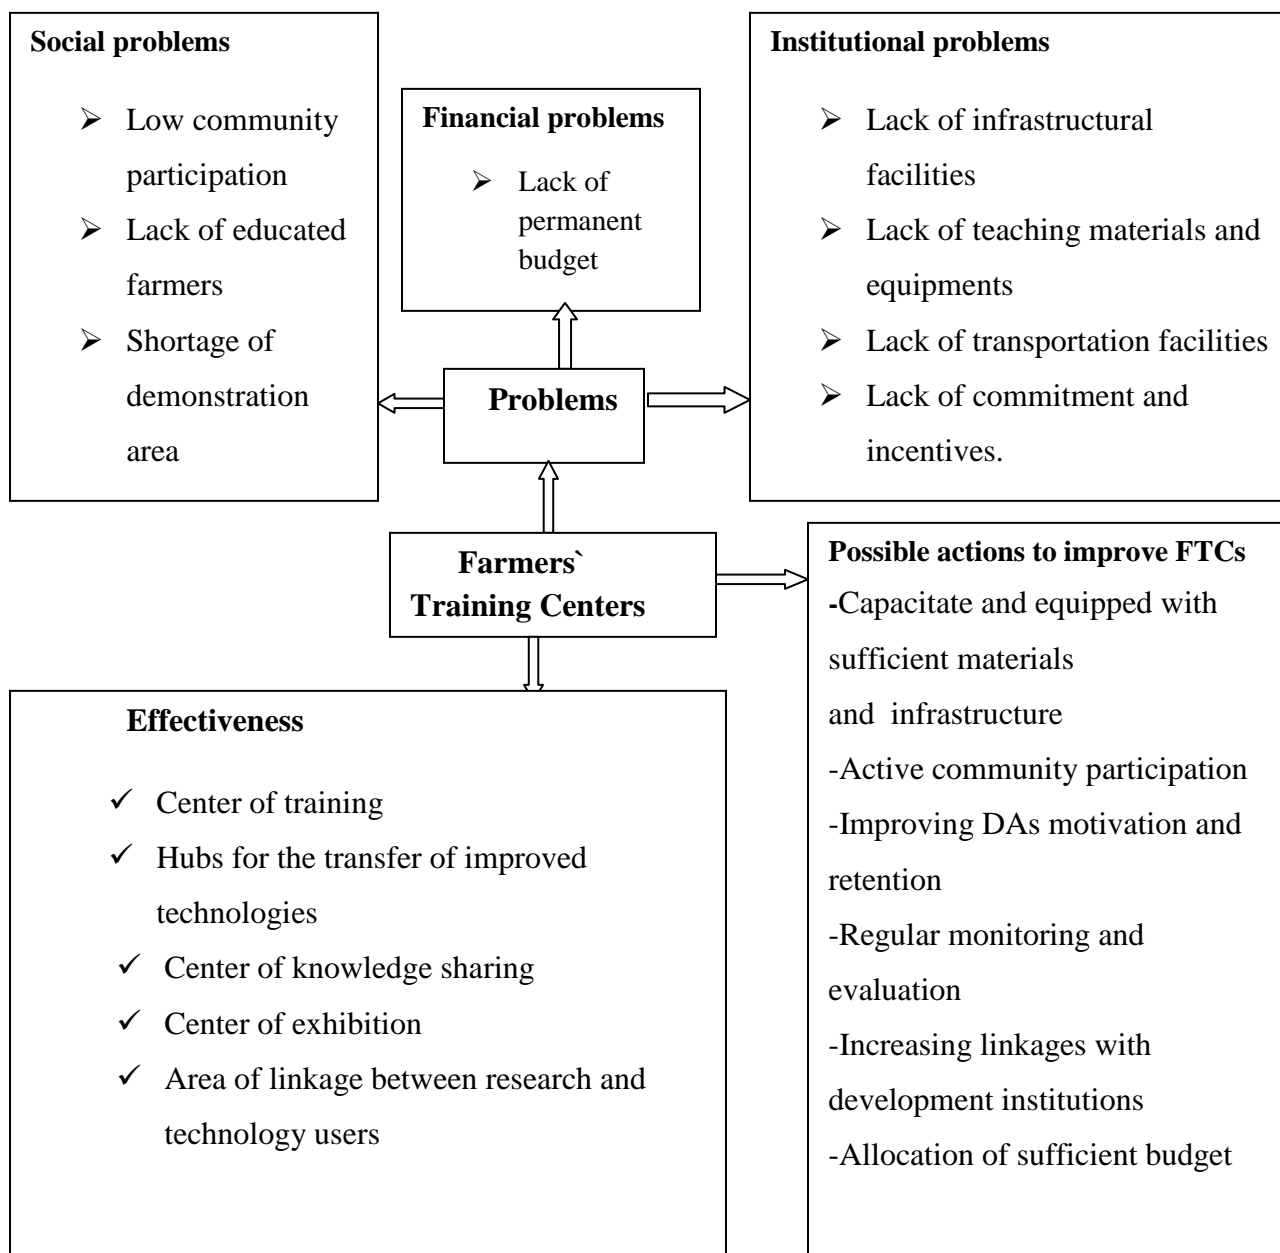 Social problems
➢ Low community
participation
➢ Lack of educated
farmers
➢ Shortage of
demonstration
area
Financial problems
➢ Lack of
permanent
budget
Institutional problems
➢ Lack of infrastructural
facilities
➢ Lack of teaching materials and
equipments
➢ Lack of transportation facilities
➢ Lack of commitment and
incentives.
Problems
Farmers`
Training Centers
Possible actions to improve FTCs
-Capacitate and equipped with
sufficient materials
and infrastructure
-Active community participation
-Improving DAs motivation and
retention
-Regular monitoring and
evaluation
-Increasing linkages with
development institutions
-Allocation of sufficient budget
Effectiveness
✓ Center of training
✓ Hubs for the transfer of improved
technologies
✓ Center of knowledge sharing
✓ Center of exhibition
✓ Area of linkage between research and
technology users